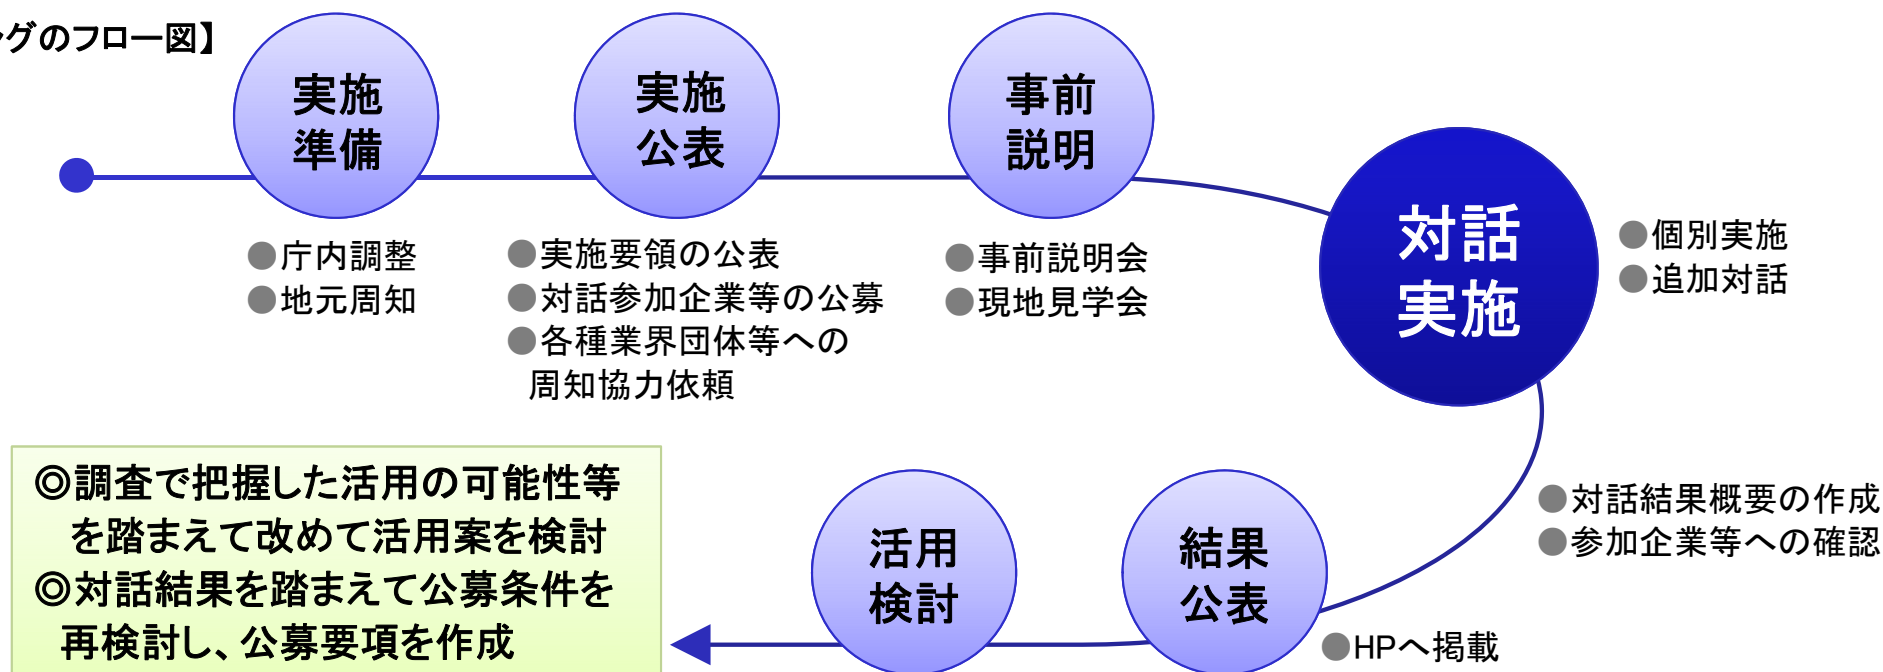 グのフロー図】
実施
準備
●庁内調整
●地元周知
実施
公表
●実施要領の公表
●対話参加企業等の公募
●各種業界団体等への
周知協力依頼
事前
説明
●事前説明会
●現地見学会
対話
実施
●個別実施
●追加対話
●対話結果概要の作成
●参加企業等への確認
結果
公表
●HPへ掲載
活用
検討
◎調査で把握した活用の可能性等
を踏まえて改めて活用案を検討
◎対話結果を踏まえて公募条件を
再検討し、公募要項を作成